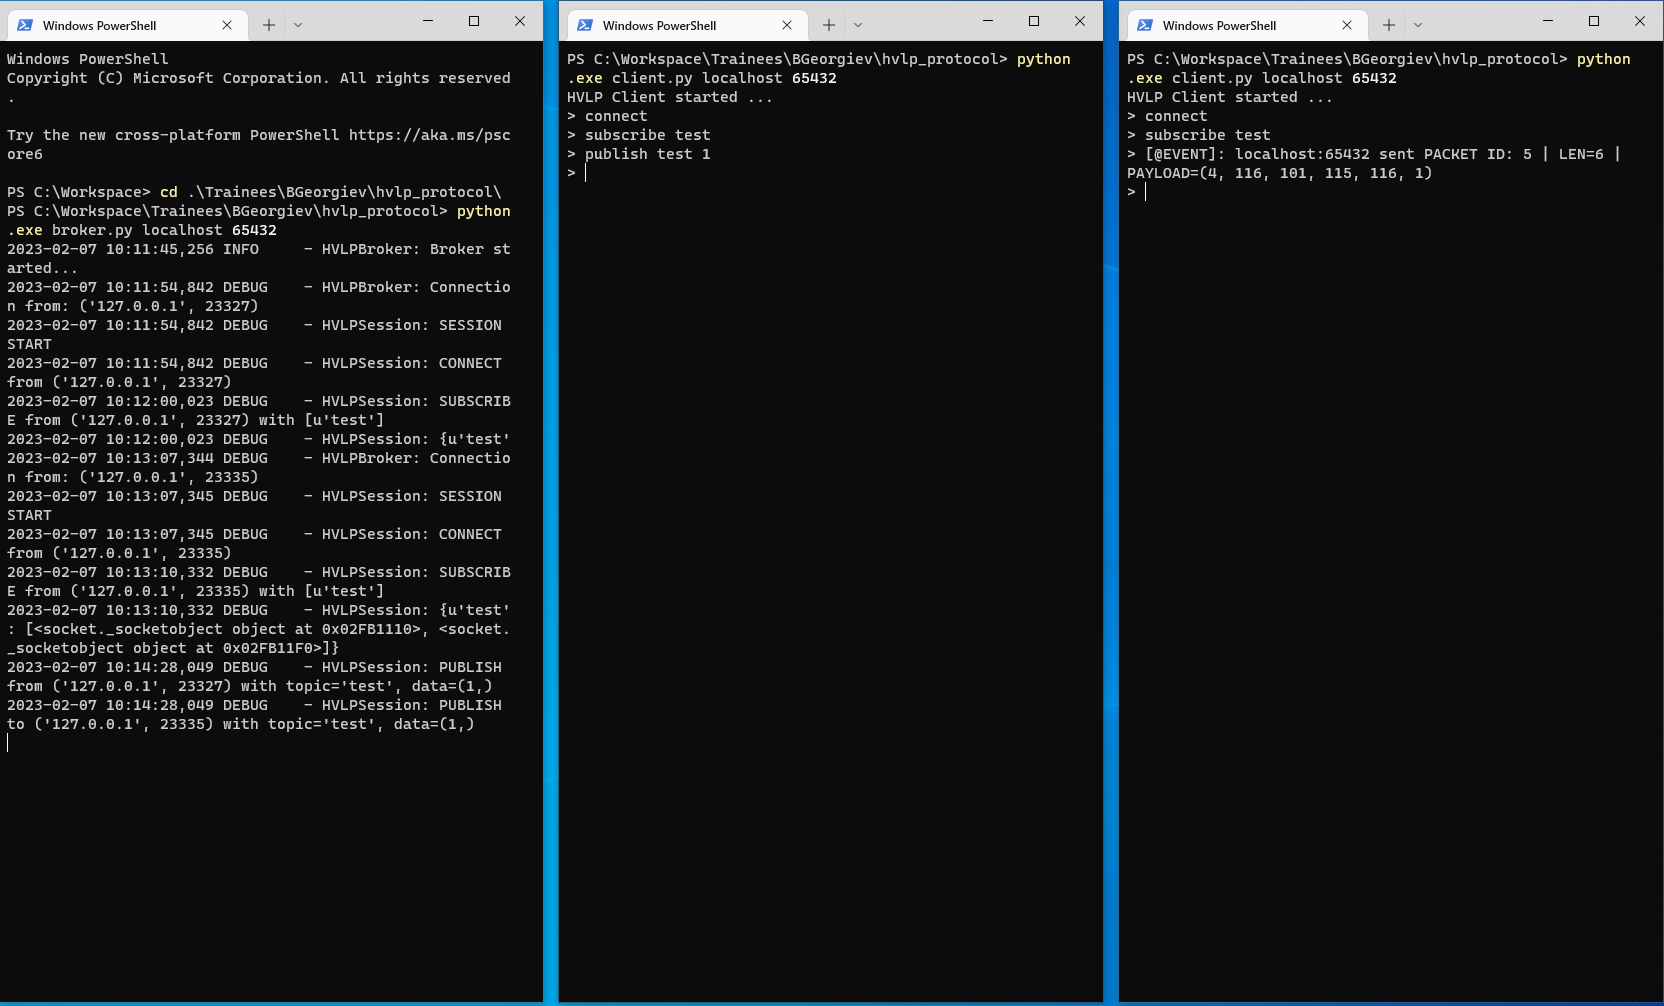 Windows PowerShell
Windows PowerShell
Copyright (C) Microsoft Corporation. All rights reserved
.
Try the new cross-platform PowerShell https://aka.ms/psc
ore6
PS C:\Workspace> cd .\Trainees\BGeorgiev\hvlp_protocol\
PS C:\Workspace\Trainees\BGeorgiev\hvlp_protocol> python
.exe broker.py localhost 65432
2023-02-07 10:11:45,256 INFO     - HVLPBroker: Broker st
arted...
2023-02-07 10:11:54,842 DEBUG    - HVLPBroker: Connectio
n from: ('127.0.0.1', 23327)
2023-02-07 10:11:54,842 DEBUG    - HVLPSession: SESSION
START
2023-02-07 10:11:54,842 DEBUG    - HVLPSession: CONNECT
from ('127.0.0.1', 23327)
2023-02-07 10:12:00,023 DEBUG    - HVLPSession: SUBSCRIB
E from ('127.0.0.1', 23327) with [u'test']
2023-02-07 10:12:00,023 DEBUG    - HVLPSession: {u'test'
2023-02-07 10:13:07,344 DEBUG    - HVLPBroker: Connectio
n from: ('127.0.0.1', 23335)
2023-02-07 10:13:07,345 DEBUG    - HVLPSession: SESSION
START
2023-02-07 10:13:07,345 DEBUG    - HVLPSession: CONNECT
from ('127.0.0.1', 23335)
2023-02-07 10:13:10,332 DEBUG    - HVLPSession: SUBSCRIB
E from ('127.0.0.1', 23335) with [u'test']
2023-02-07 10:13:10,332 DEBUG    - HVLPSession: {u'test'
: [<socket._socketobject object at 0x02FB1110>, <socket.
_socketobject object at 0x02FB11F0>]}
2023-02-07 10:14:28,049 DEBUG    - HVLPSession: PUBLISH
from ('127.0.0.1', 23327) with topic='test', data=(1,)
2023-02-07 10:14:28,049 DEBUG    - HVLPSession: PUBLISH
to ('127.0.0.1', 23335) with topic='test', data=(1,)
Windows PowerShell
PS C:\Workspace\Trainees\BGeorgiev\hvlp_protocol> python
.exe client.py localhost 65432
HVLP Client started ...
> connect
> subscribe test
> publish test 1
>
Windows PowerShell
PS C:\Workspace\Trainees\BGeorgiev\hvlp_protocol> python
.exe client.py localhost 65432
HVLP Client started ...
> connect
> subscribe test
> [@EVENT]: localhost:65432 sent PACKET ID: 5 | LEN=6 |
PAYLOAD=(4, 116, 101, 115, 116, 1)
>